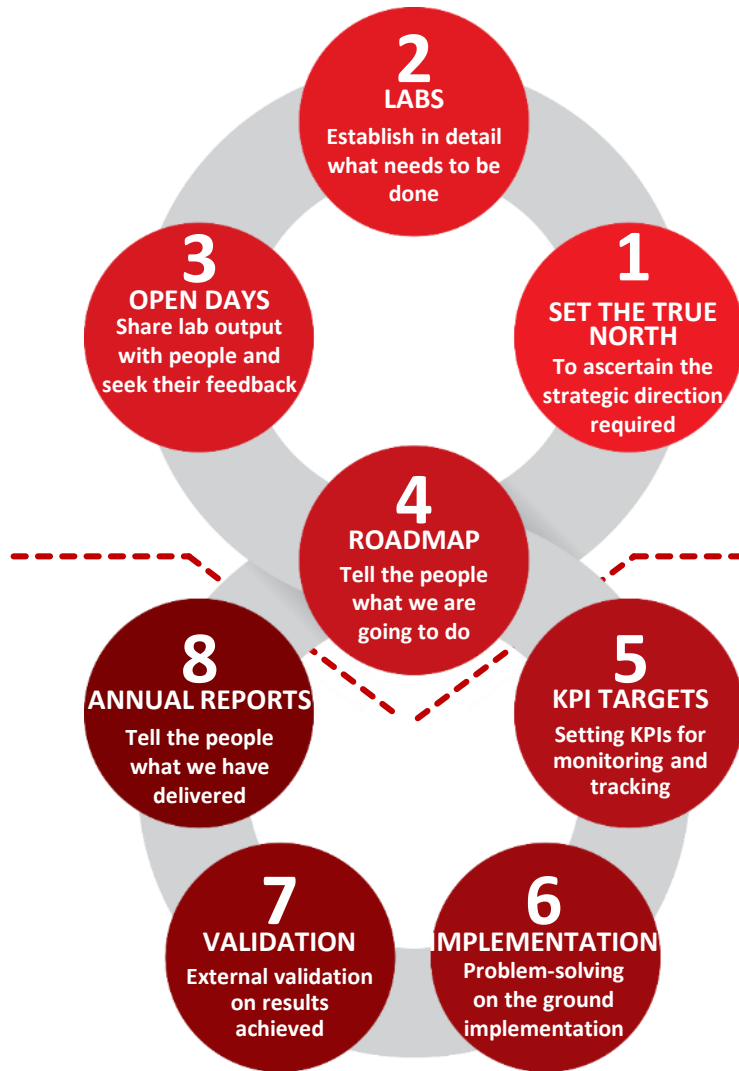 1
SET THE TRUE
NORTH
To ascertain the
strategic direction
required
2
LABS
Establish in detail
what needs to be
done
3
OPEN DAYS
Share lab output
with people and
seek their feedback
4
ROADMAP
Tell the people
what we are
going to do
5
KPI TARGETS
Setting KPIs for
monitoring and
tracking
6
IMPLEMENTATION
Problem-solving
on the ground
implementation
7
VALIDATION
External validation
on results
achieved
8
ANNUAL REPORTS
Tell the people
what we have
delivered